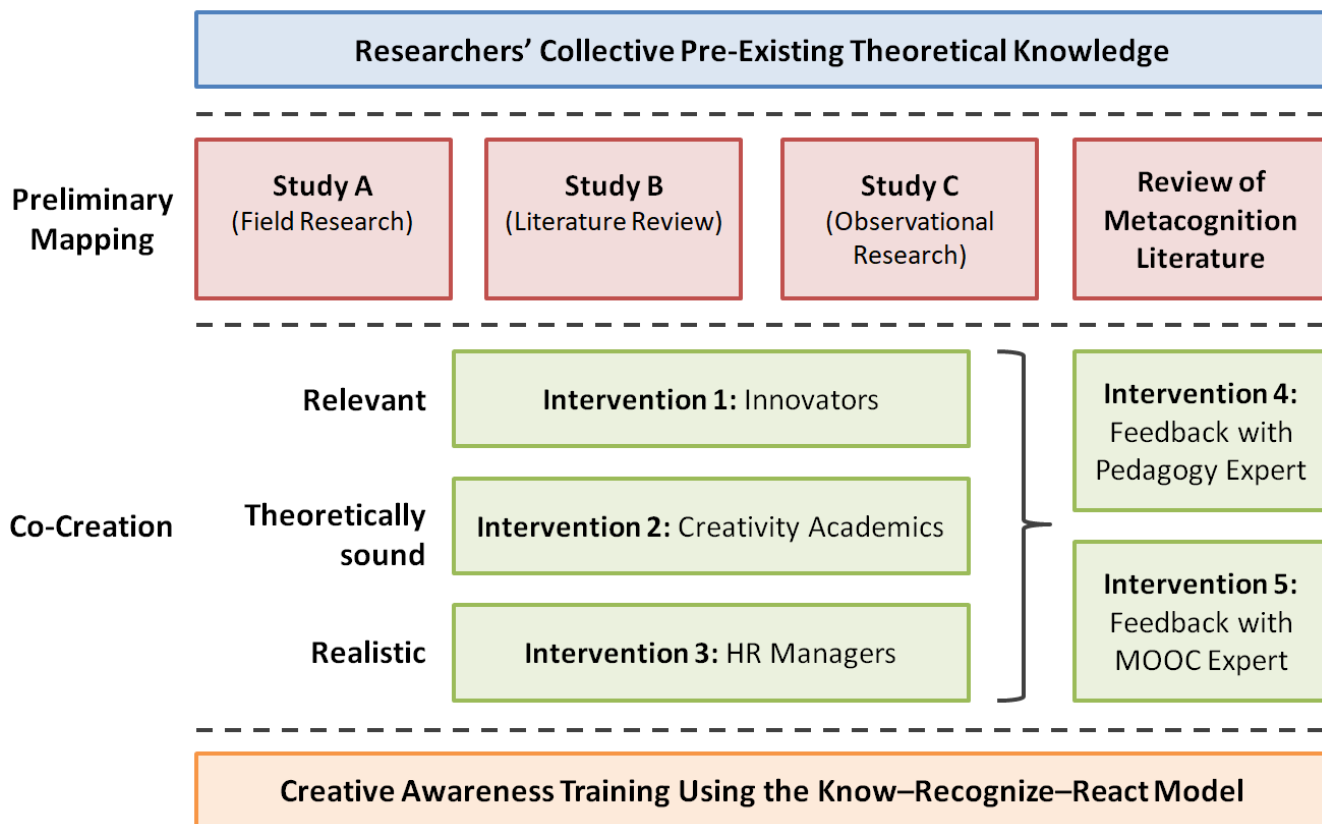 Researchers’ Collective Pre-Existing Theoretical Knowledge
Preliminary
Mapping
Study A
(Field Research)
Study B
(Literature Review)
Study C
(Observational
Research)
Review of
Metacognition
Literature
Co-Creation
Relevant
Intervention 1: Innovators
Theoretically
sound
Intervention 2: Creativity Academics
Realistic
Intervention 3: HR Managers
Intervention 4:
Feedback with
Pedagogy Expert
Intervention 5:
Feedback with
MOOC Expert
Creative Awareness Training Using the Know–Recognize–React Model